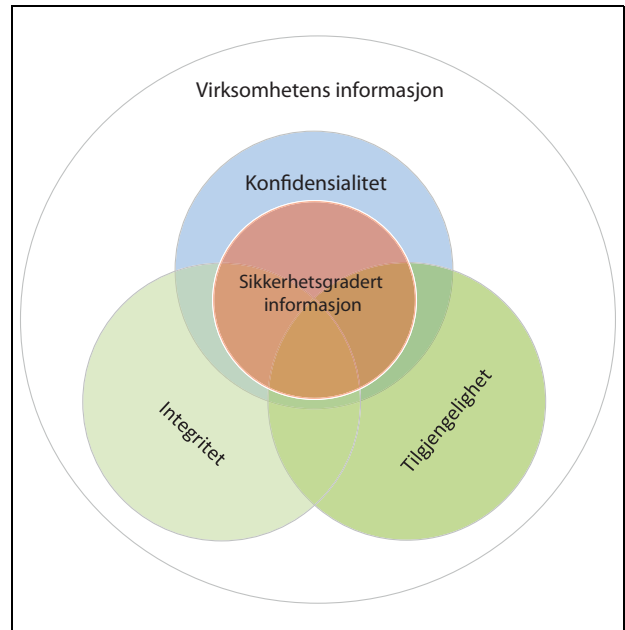 Virksomhetens informasjon
Konfidensialitet
Sikkerhetsgradert
informasjon
Integritet
Tilgjengelighet